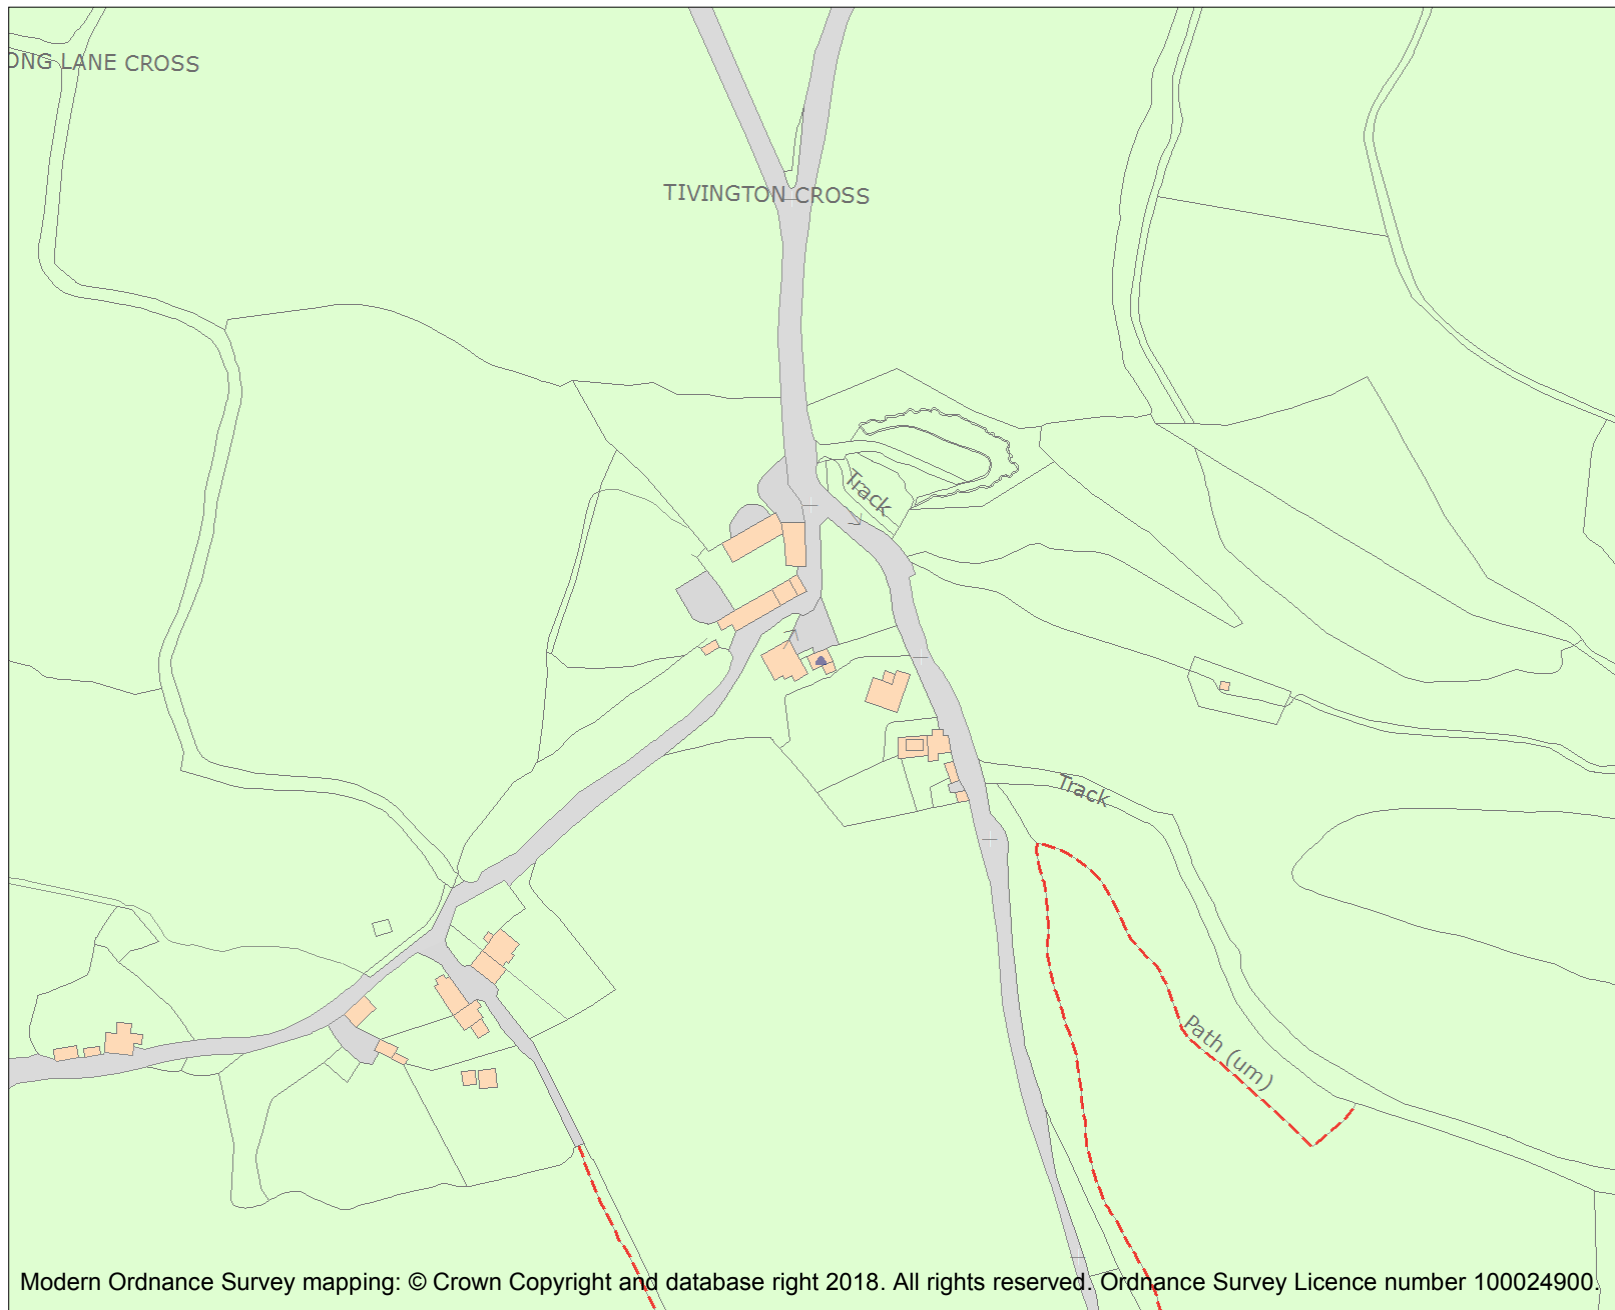 ONG LANE CROSS
TIVINGTON CROSS
Track
Track
Path (um)
Modern Ordnance Survey mapping: © Crown Copyright and database right 2018. All rights reserved. Ordnance Survey Licence number 100024900.